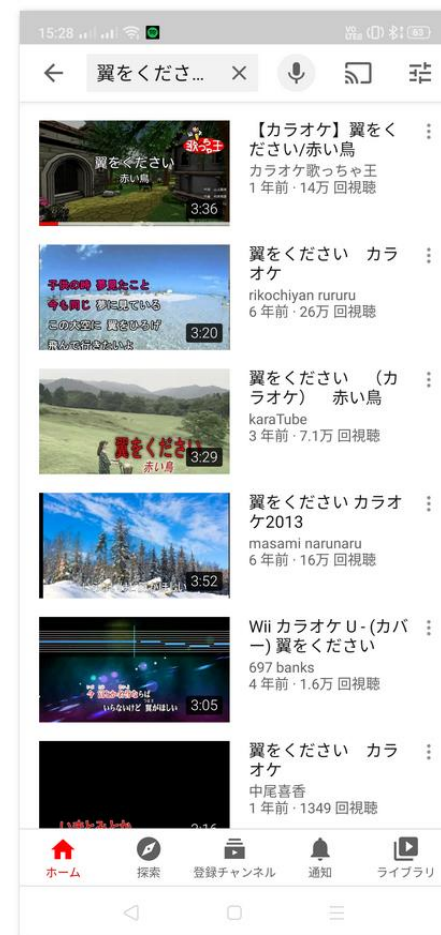 15:28
63
翼をくださ...
翼をください
赤い鳥
歌っちゃ王
3:36
【カラオケ】翼をく
ださい/赤い鳥
カラオケ歌っちゃ王
1 年前 · 14万 回視聴
子供の時 夢見たこと
今も同じ 夢に見ている
この大空に 翼をひろげ
飛んで行きたいよ
3:20
翼をください カラ
オケ
rikochiyan rururu
6 年前 · 26万 回視聴
翼をください
赤い鳥
3:29
翼をください （カ
ラオケ） 赤い鳥
karaTube
3 年前 · 7.1万 回視聴
3:52
翼をください カラオ
ケ2013
masami narunaru
6 年前 · 16万 回視聴
いらないけど 翼がほしい
3:05
Wii カラオケ U - (カバ
ー) 翼をください
697 banks
4 年前 · 1.6万 回視聴
翼をください カラ
オケ
中尾喜香
1 年前 · 1349 回視聴
ホーム
探索
登録チャンネル
通知
ライブラリ